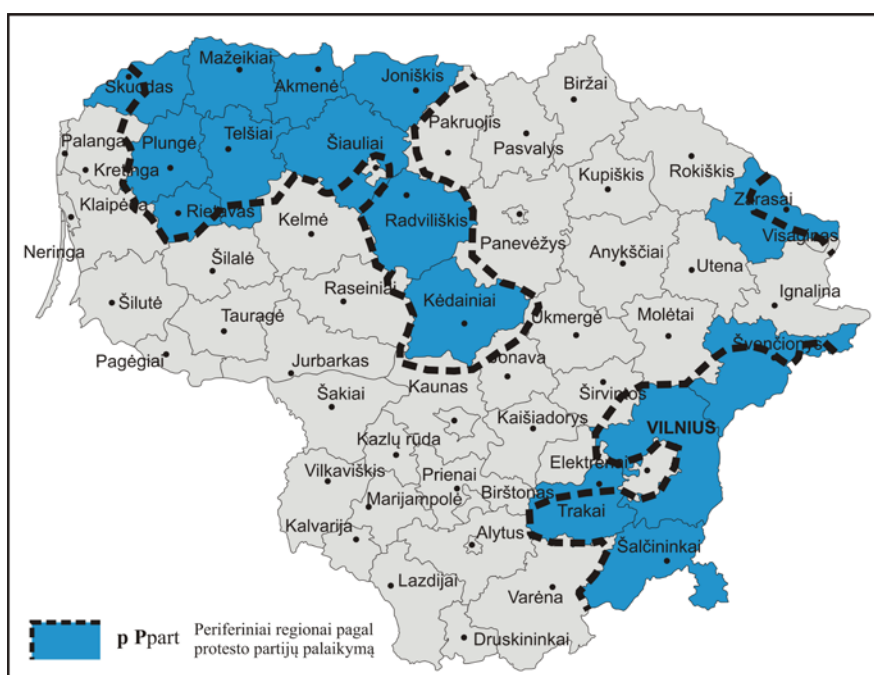 Mažeikiai
Skuodas
Akmenė
Joniškis
Biržai
Palanga
Plungė
Telšiai
Šiauliai
Pakruojis
Pasvalys
Kretinga
Rokiškis
Kupiškis
Klaipėda
Rietavas
Kelmė
Radviliškis
Panevėžys
Zarasai
Visaginas
Neringa
Šilalė
Anykščiai
Utena
Šilutė
Raseiniai
Kėdainiai
Ignalina
Tauragė
Ukmergė
Molėtai
Pagėgiai
Jurbarkas
Jonava
Švenčionys
Šakiai
Kaunas
Širvintos
Kaišiadorys
VILNIUS
Kazlų rūda
Elektrėnai
Vilkaviškis
Prienai
Marijampolė
Birštonas
Trakai
Kalvarija
Alytus
Šalčininkai
Lazdijai
Varėna
Druskininkai
p Ppart
Periferiniai regionai pagal
protesto partijų palaikymą